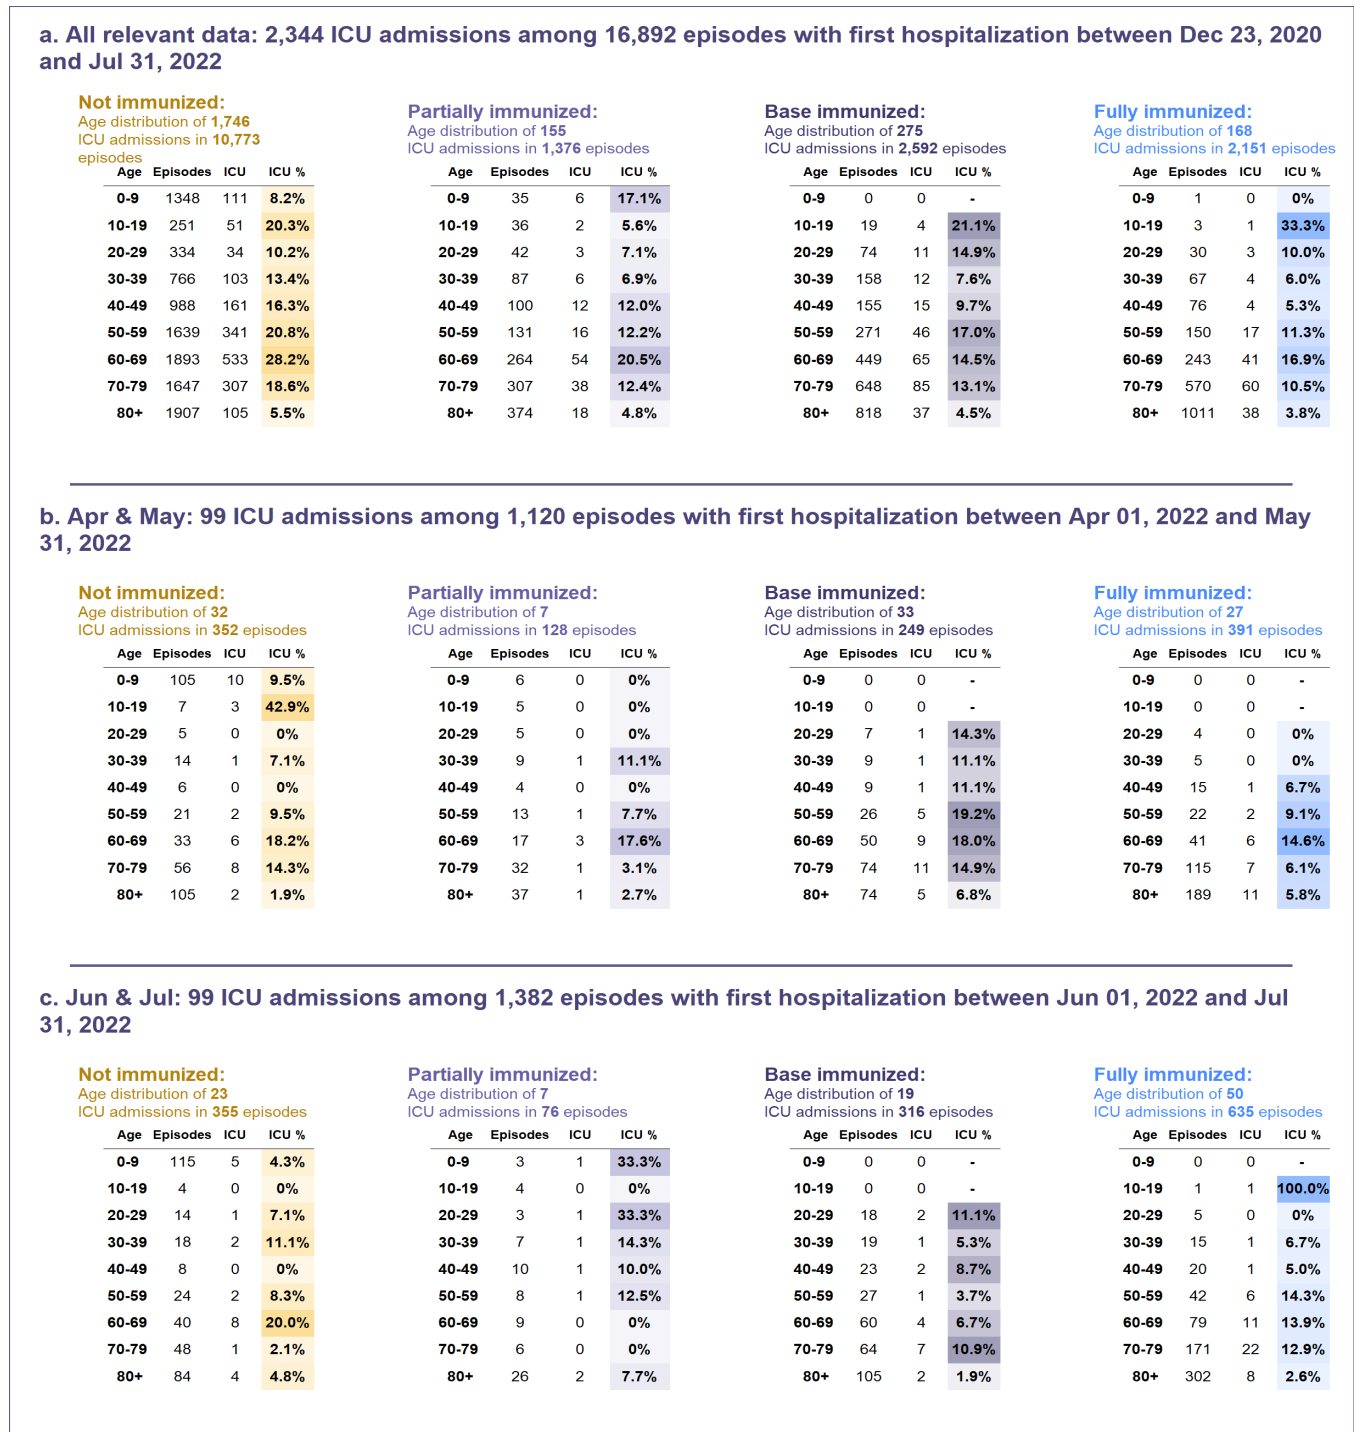 a. All relevant data: 2,344 ICU admissions among 16,892 episodes with first hospitalization between Dec 23, 2020
and Jul 31, 2022
Not immunized:
Age distribution of 1,746
ICU admissions in 10,773
episodes
Age Episodes ICU ICU %
0-9 1348 111 8.2%
10-19 251 51 20.3%
20-29 334 34 10.2%
30-39 766 103 13.4%
40-49 988 161 16.3%
50-59 1639 341 20.8%
60-69 1893 533 28.2%
70-79 1647 307 18.6%
80+ 1907 105 5.5%
Partially immunized:
Age distribution of 155
ICU admissions in 1,376 episodes
Age Episodes ICU ICU %
0-9 35 6 17.1%
10-19 36 2 5.6%
20-29 42 3 7.1%
30-39 87 6 6.9%
40-49 100 12 12.0%
50-59 131 16 12.2%
60-69 264 54 20.5%
70-79 307 38 12.4%
80+ 374 18 4.8%
Base immunized:
Age distribution of 275
ICU admissions in 2,592 episodes
Age Episodes ICU ICU %
0-9 0 0 -
10-19 19 4 21.1%
20-29 74 11 14.9%
30-39 158 12 7.6%
40-49 155 15 9.7%
50-59 271 46 17.0%
60-69 449 65 14.5%
70-79 648 85 13.1%
80+ 818 37 4.5%
Fully immunized:
Age distribution of 168
ICU admissions in 2,151 episodes
Age Episodes ICU ICU %
0-9 1 0 0%
10-19 3 1 33.3%
20-29 30 3 10.0%
30-39 67 4 6.0%
40-49 76 4 5.3%
50-59 150 17 11.3%
60-69 243 41 16.9%
70-79 570 60 10.5%
80+ 1011 38 3.8%
b. Apr & May: 99 ICU admissions among 1,120 episodes with first hospitalization between Apr 01, 2022 and May
31, 2022
Not immunized:
Age distribution of 32
ICU admissions in 352 episodes
Age Episodes ICU ICU %
0-9 105 10 9.5%
10-19 7 3 42.9%
20-29 5 0 0%
30-39 14 1 7.1%
40-49 6 0 0%
50-59 21 2 9.5%
60-69 33 6 18.2%
70-79 56 8 14.3%
80+ 105 2 1.9%
Partially immunized:
Age distribution of 7
ICU admissions in 128 episodes
Age Episodes ICU ICU %
0-9 6 0 0%
10-19 5 0 0%
20-29 5 0 0%
30-39 9 1 11.1%
40-49 4 0 0%
50-59 13 1 7.7%
60-69 17 3 17.6%
70-79 32 1 3.1%
80+ 37 1 2.7%
Base immunized:
Age distribution of 33
ICU admissions in 249 episodes
Age Episodes ICU ICU %
0-9 0 0 -
10-19 0 0 -
20-29 7 1 14.3%
30-39 9 1 11.1%
40-49 9 1 11.1%
50-59 26 5 19.2%
60-69 50 9 18.0%
70-79 74 11 14.9%
80+ 74 5 6.8%
Fully immunized:
Age distribution of 27
ICU admissions in 391 episodes
Age Episodes ICU ICU %
0-9 0 0 -
10-19 0 0 -
20-29 4 0 0%
30-39 5 0 0%
40-49 15 1 6.7%
50-59 22 2 9.1%
60-69 41 6 14.6%
70-79 115 7 6.1%
80+ 189 11 5.8%
c. Jun & Jul: 99 ICU admissions among 1,382 episodes with first hospitalization between Jun 01, 2022 and Jul
31, 2022
Not immunized:
Age distribution of 23
ICU admissions in 355 episodes
Age Episodes ICU ICU %
0-9 115 5 4.3%
10-19 4 0 0%
20-29 14 1 7.1%
30-39 18 2 11.1%
40-49 8 0 0%
50-59 24 2 8.3%
60-69 40 8 20.0%
70-79 48 1 2.1%
80+ 84 4 4.8%
Partially immunized:
Age distribution of 7
ICU admissions in 76 episodes
Age Episodes ICU ICU %
0-9 3 1 33.3%
10-19 4 0 0%
20-29 3 1 33.3%
30-39 7 1 14.3%
40-49 10 1 10.0%
50-59 8 1 12.5%
60-69 9 0 0%
70-79 6 0 0%
80+ 26 2 7.7%
Base immunized:
Age distribution of 19
ICU admissions in 316 episodes
Age Episodes ICU ICU %
0-9 0 0 -
10-19 0 0 -
20-29 18 2 11.1%
30-39 19 1 5.3%
40-49 23 2 8.7%
50-59 27 1 3.7%
60-69 60 4 6.7%
70-79 64 7 10.9%
80+ 105 2 1.9%
Fully immunized:
Age distribution of 50
ICU admissions in 635 episodes
Age Episodes ICU ICU %
0-9 0 0 -
10-19 1 1 100.0%
20-29 5 0 0%
30-39 15 1 6.7%
40-49 20 1 5.0%
50-59 42 6 14.3%
60-69 79 11 13.9%
70-79 171 22 12.9%
80+ 302 8 2.6%